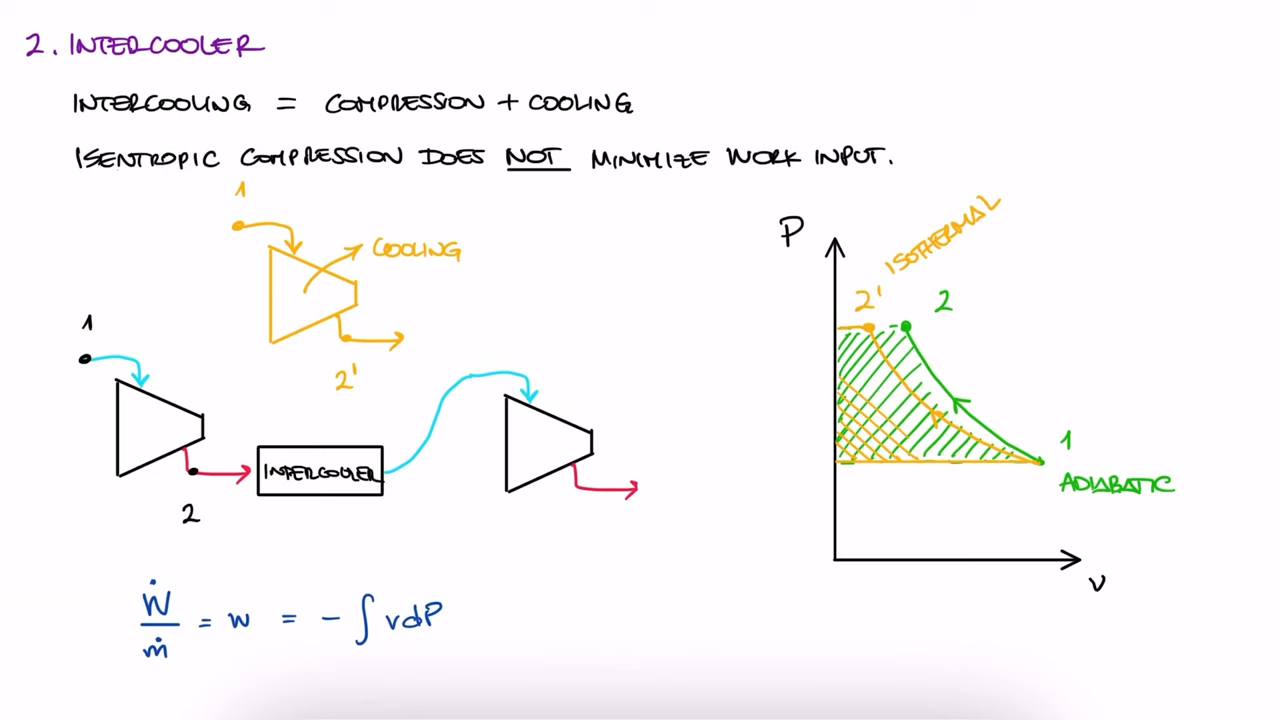 2. INTERCOOLER
INTERCOOLING = COMPRESSION + COOLING
ISENTROPIC COMPRESSION DOES NOT MINIMIZE WORK INPUT.
1
COOLING
2'
1
INTERCOOLER
2
Ẇ/ṁ = w = - ∫ vdP
P
ISOTHERMAL
2'
2
1
ADIABATIC
v